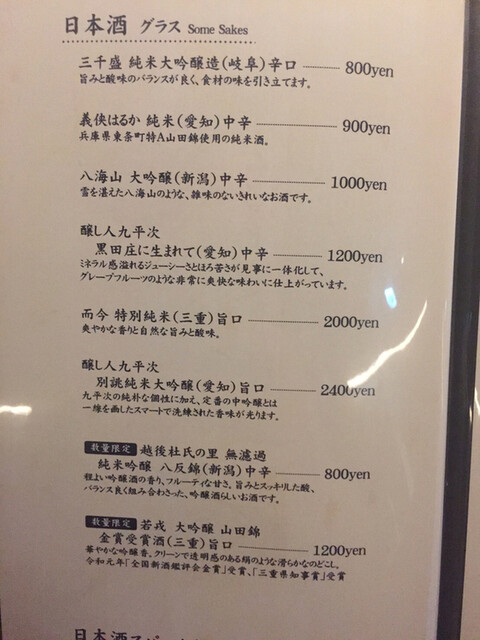 日本酒 グラス Some Sakes
三千盛 純米大吟醸造(岐阜)辛口 800yen
旨みと酸味のバランスが良く、食材の味を引き立てます。
義侠はるか 純米(愛知)中辛 900yen
兵庫県東条町特A山田錦使用の純米酒。
八海山 大吟醸(新潟)中辛 1000yen
雪を湛えた八海山のような、雑味のないきれいなお酒です。
醸し人九平次
黒田庄に生まれて(愛知)中辛 1200yen
ミネラル感溢れるジューシーさとほろ苦さが見事に一体化して、
グレープフルーツのような非常に爽快な味わいに仕上がっています。
而今 特別純米(三重)旨口 2000yen
爽やかな香りと自然な旨みと酸味。
醸し人九平次
別誂純米大吟醸(愛知)旨口 2400yen
九平次の純朴な個性に加え、定番の中吟醸とは
一線を画したスマートで洗練された香味が光ります。
数量限定 越後杜氏の里 無濾過
純米吟醸 八反錦(新潟)中辛 800yen
程よい吟醸酒の香り、フルーティな甘さ、旨みとスッキリした酸、
バランス良く組み合わさった、吟醸酒らしいお酒です。
数量限定 若戎 大吟醸 山田錦
金賞受賞酒(三重)旨口 1200yen
華やかな吟醸香。クリーンで透明感のある絹のような滑らかなのどこし。
令和元年「全国新酒鑑評会金賞」受賞、「三重県知事賞」受賞